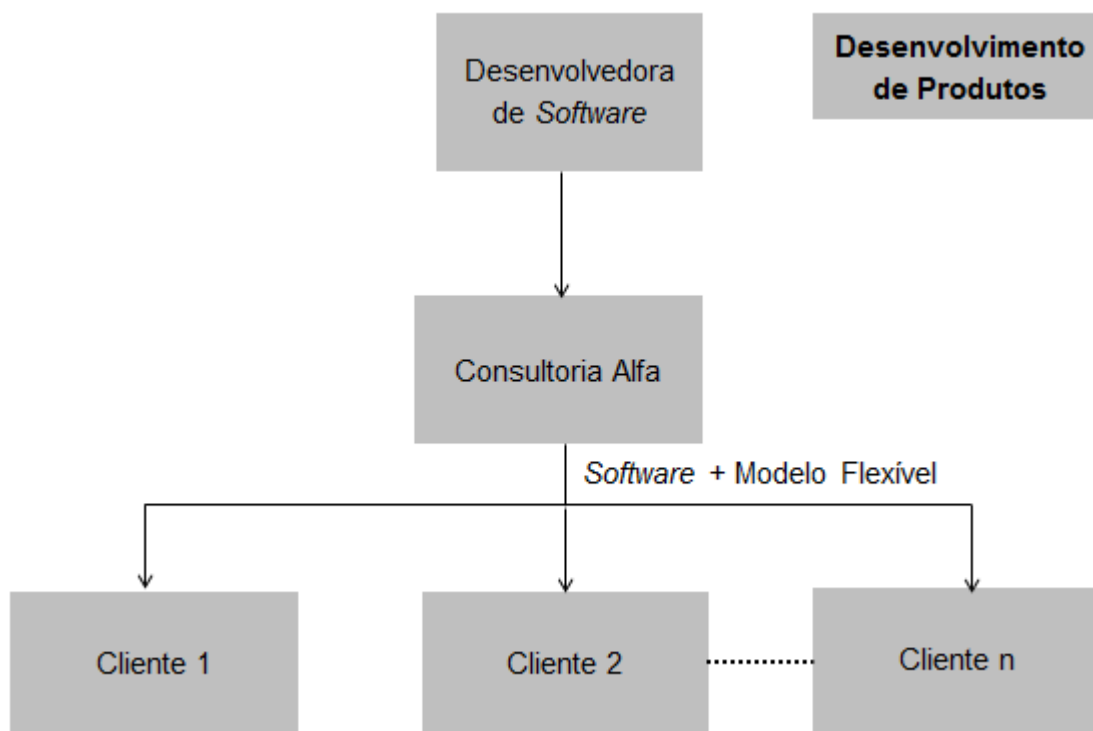 Desenvolvedora
de Software
Desenvolvimento
de Produtos
Consultoria Alfa
Software + Modelo Flexível
Cliente 1
Cliente 2
Cliente n